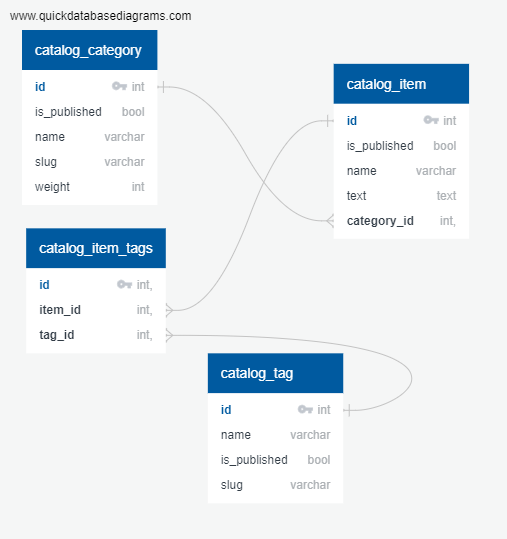 www.quickdatabasediagrams.com
catalog_category
id int
is_published bool
name varchar
slug varchar
weight int
catalog_item
id int
is_published bool
name varchar
text text
category_id int,
catalog_item_tags
id int,
item_id int,
tag_id int,
catalog_tag
id int
name varchar
is_published bool
slug varchar